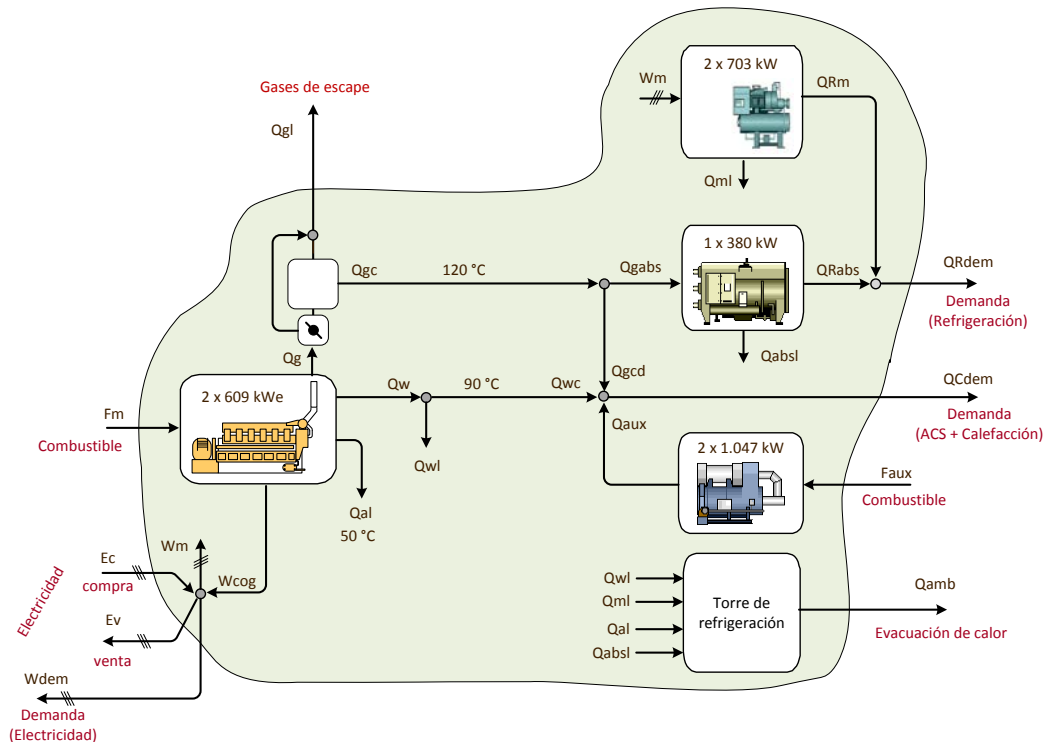 2 x 703 kW
Wm
QRm
Qml
Gases de escape
Qgl
1 x 380 kW
Qgc
120 °C
Qgabs
QRabs
QRdem
Demanda
(Refrigeración)
Qabsl
Qg
Qgcd
2 x 609 kWe
Qw
90 °C
Qwc
QCdem
Demanda
(ACS + Calefacción)
Fm
Combustible
Qwl
Qaux
2 x 1.047 kW
Faux
Combustible
Qal
50 °C
Wm
Ec
compra
Wcog
Electricidad
Ev
venta
Wdem
Demanda
(Electricidad)
Qwl
Qml
Qal
Qabsl
Torre de
refrigeración
Qamb
Evacuación de calor